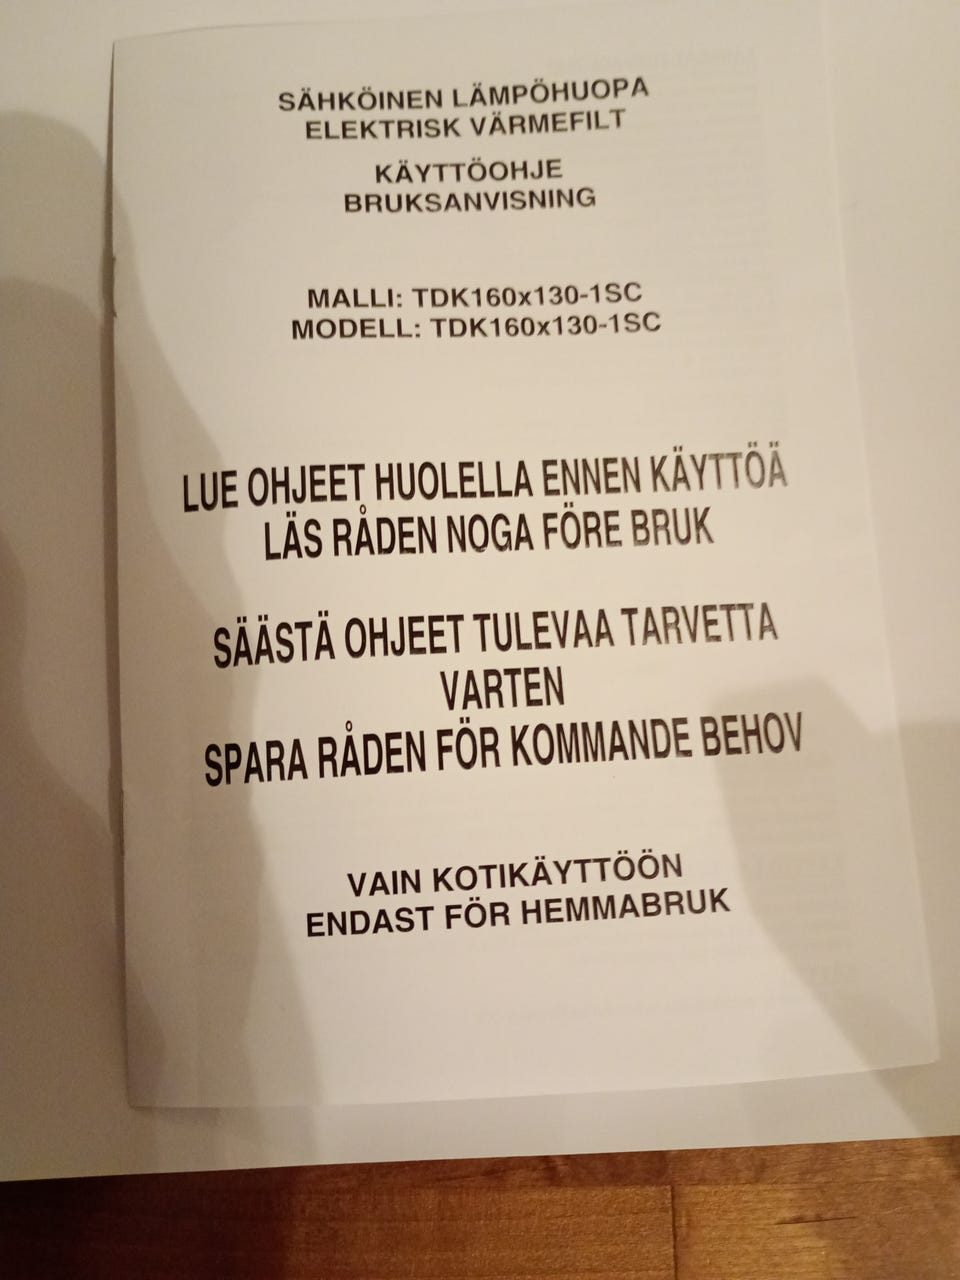 SÄHKÖINEN LÄMPÖHUOPA
ELEKTRISK VÄRMEFILT
KÄYTTÖOHJE
BRUKSANVISNING
MALLI: TDK160x130-1SC
MODELL: TDK160x130-1SC
LUE OHJEET HUOLELLA ENNEN KÄYTTÖÄ
LÄS RÅDEN NOGA FÖRE BRUK
SÄÄSTÄ OHJEET TULEVAA TARVETTA
VARTEN
SPARA RÅDEN FÖR KOMMANDE BEHOV
VAIN KOTIKÄYTTÖÖN
ENDAST FÖR HEMMABRUK